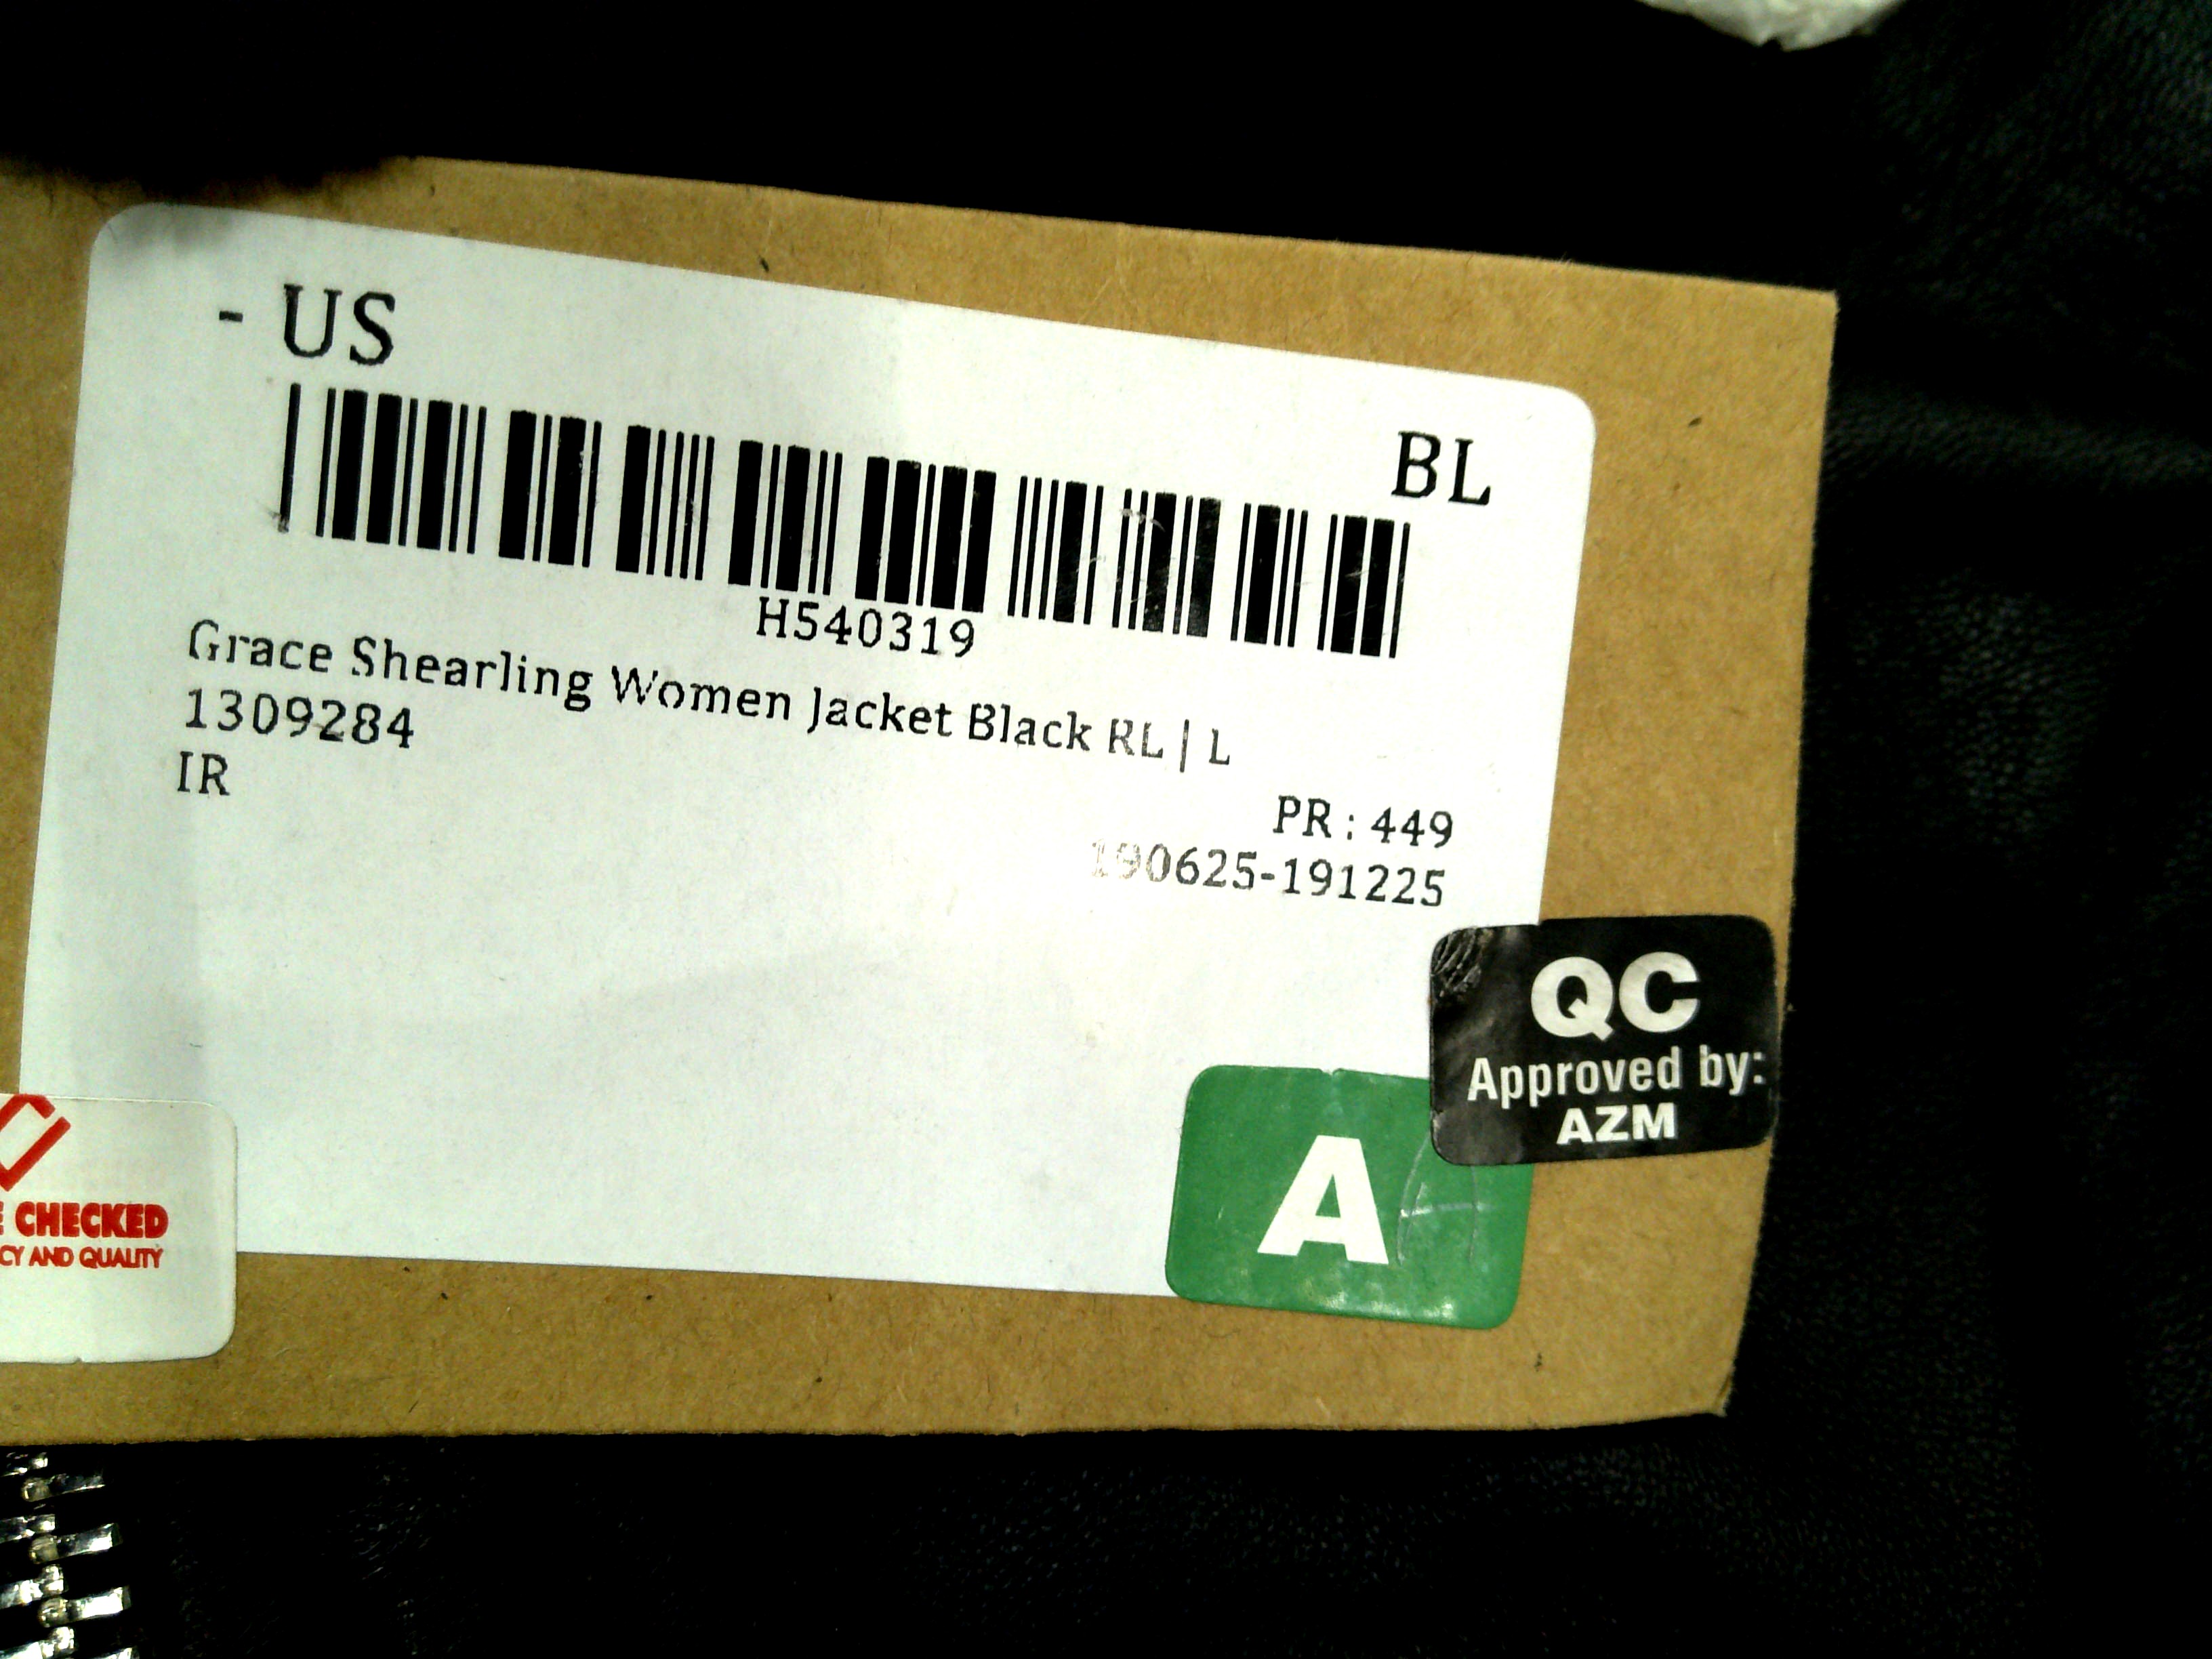 - US
BL
H540319
Grace Shearling Women Jacket Black RL | L
1309284
IR
PR : 449
190625-191225
QC
Approved by:
AZM
A
CHECKED
AND QUALITY